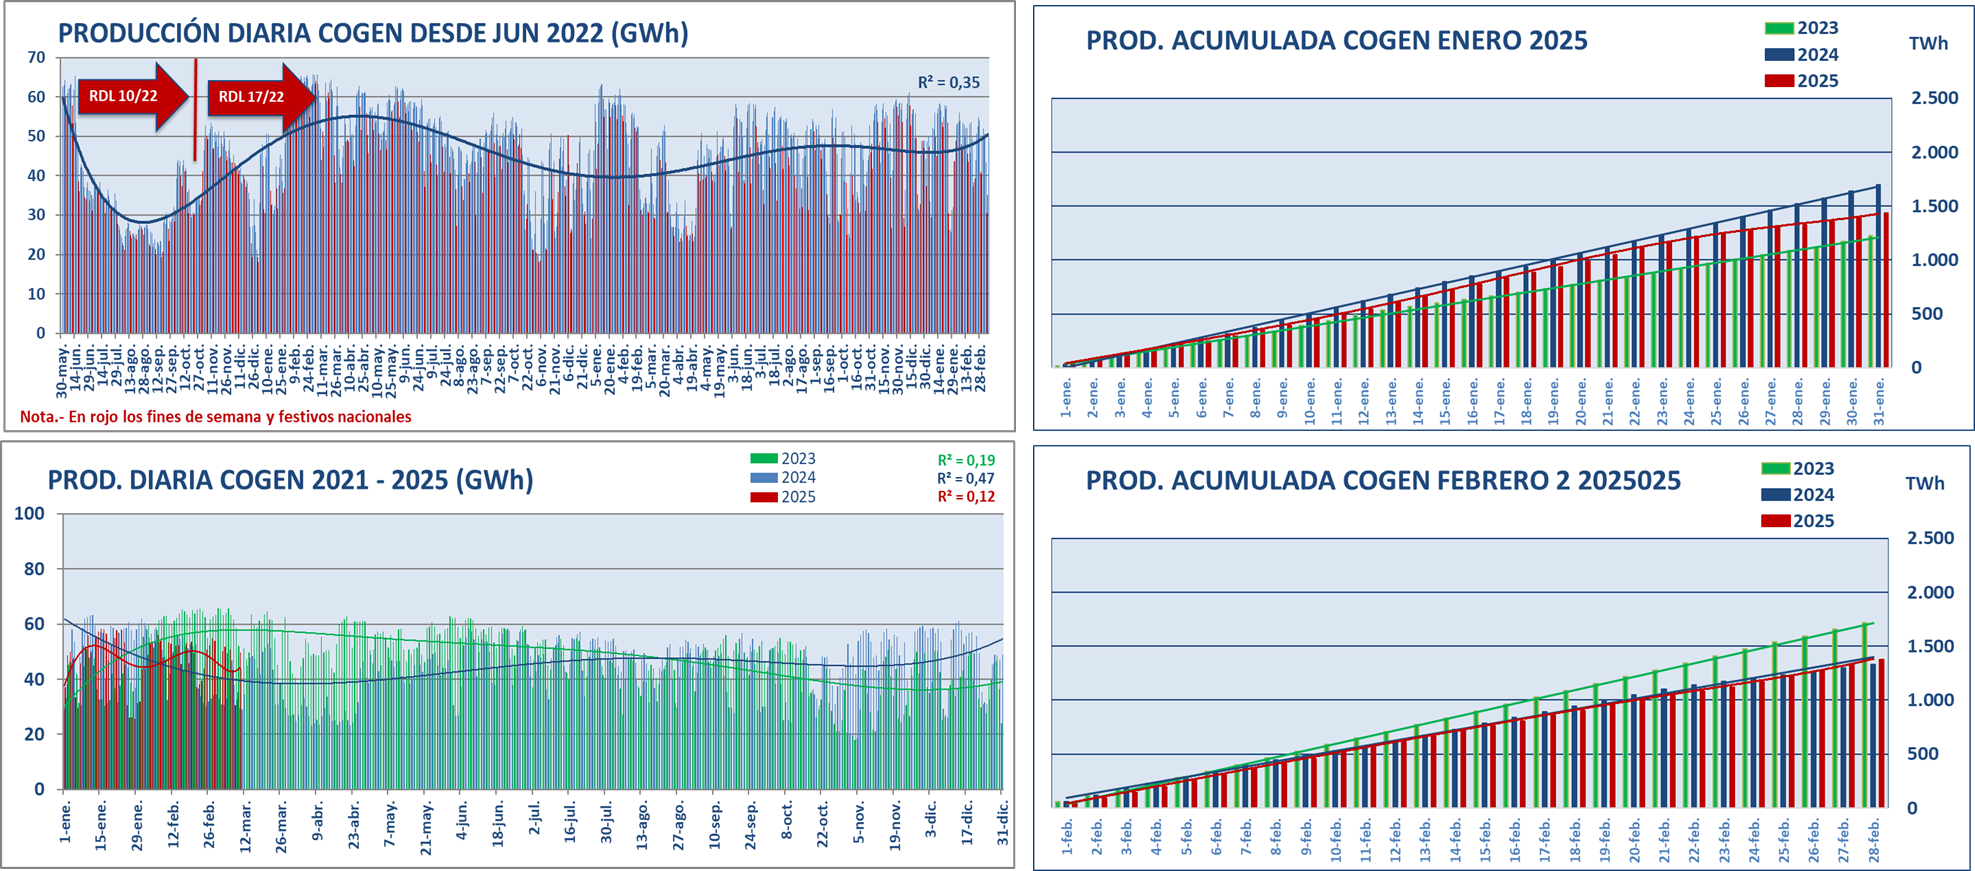 PRODUCCIÓN DIARIA COGEN DESDE JUN 2022 (GWh)
R² = 0,35
RDL 10/22
RDL 17/22
70
60
50
40
30
20
10
0
30-may.
14-jun.
29-jun.
14-jul.
29-jul.
13-ago.
28-ago.
12-sep.
27-sep.
12-oct.
27-oct.
11-nov.
26-nov.
11-dic.
26-dic.
10-ene.
25-ene.
9-feb.
24-feb.
11-mar.
26-mar.
10-abr.
25-abr.
10-may.
25-may.
9-jun.
24-jun.
9-jul.
24-jul.
8-ago.
23-ago.
7-sep.
22-sep.
7-oct.
22-oct.
6-nov.
21-nov.
6-dic.
21-dic.
5-ene.
20-ene.
4-feb.
19-feb.
5-mar.
20-mar.
4-abr.
19-abr.
4-may.
19-may.
3-jun.
18-jun.
3-jul.
18-jul.
2-ago.
17-ago.
1-sep.
16-sep.
1-oct.
16-oct.
31-oct.
15-nov.
30-nov.
15-dic.
30-dic.
14-ene.
29-ene.
13-feb.
28-feb.
Nota.- En rojo los fines de semana y festivos nacionales
PROD. ACUMULADA COGEN ENERO 2025
2023
2024
2025
TWh
2.500
2.000
1.500
1.000
500
0
1-ene.
2-ene.
3-ene.
4-ene.
5-ene.
6-ene.
7-ene.
8-ene.
9-ene.
10-ene.
11-ene.
12-ene.
13-ene.
14-ene.
15-ene.
16-ene.
17-ene.
18-ene.
19-ene.
20-ene.
21-ene.
22-ene.
23-ene.
24-ene.
25-ene.
26-ene.
27-ene.
28-ene.
29-ene.
30-ene.
31-ene.
PROD. DIARIA COGEN 2021 - 2025 (GWh)
2023
2024
2025
R² = 0,19
R² = 0,47
R² = 0,12
100
80
60
40
20
0
1-ene.
15-ene.
29-ene.
12-feb.
26-feb.
12-mar.
26-mar.
9-abr.
23-abr.
7-may.
21-may.
4-jun.
18-jun.
2-jul.
16-jul.
30-jul.
13-ago.
27-ago.
10-sep.
24-sep.
8-oct.
22-oct.
5-nov.
19-nov.
3-dic.
17-dic.
31-dic.
PROD. ACUMULADA COGEN FEBRERO 2 2025025
2023
2024
2025
TWh
2.500
2.000
1.500
1.000
500
0
1-feb.
2-feb.
3-feb.
4-feb.
5-feb.
6-feb.
7-feb.
8-feb.
9-feb.
10-feb.
11-feb.
12-feb.
13-feb.
14-feb.
15-feb.
16-feb.
17-feb.
18-feb.
19-feb.
20-feb.
21-feb.
22-feb.
23-feb.
24-feb.
25-feb.
26-feb.
27-feb.
28-feb.